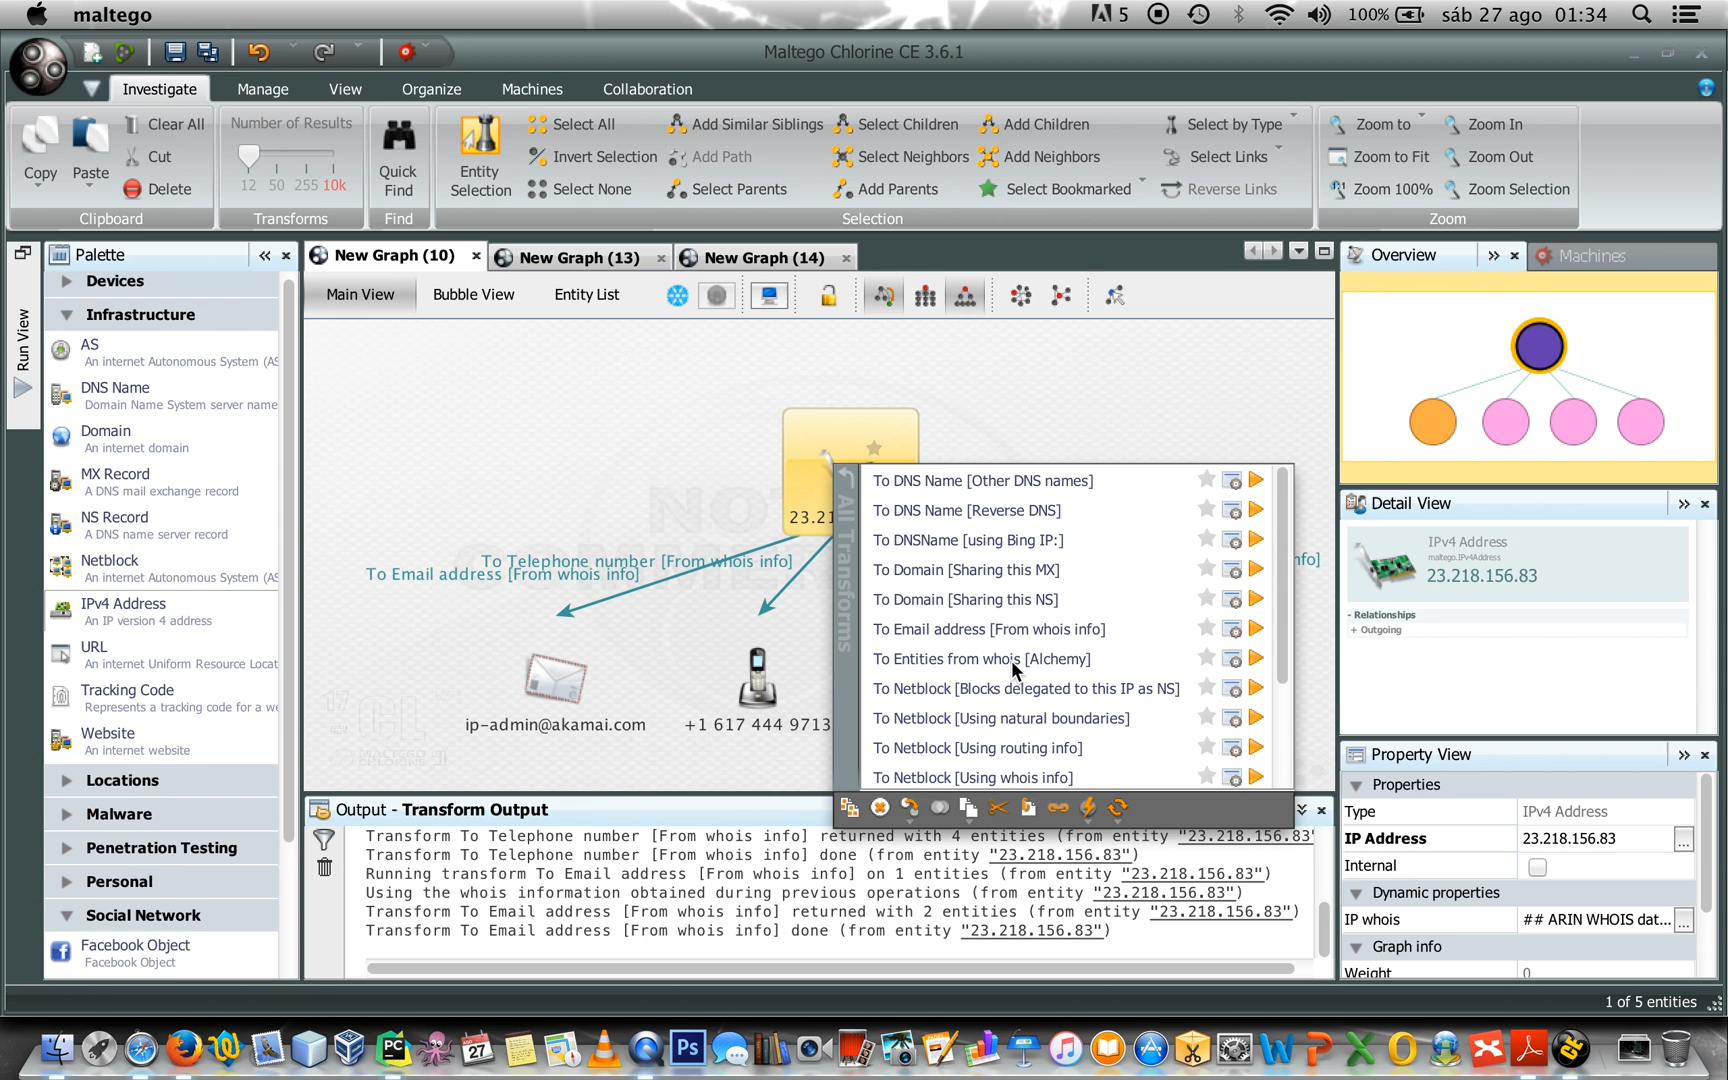 maltego
5
100%
sáb 27 ago 01:34
Maltego Chlorine CE 3.6.1
Investigate
Manage
View
Organize
Machines
Collaboration
Copy
Paste
Clear All
Cut
Delete
Clipboard
Number of Results
12 50 255 10k
Transforms
Quick
Find
Find
Entity
Selection
Select All
Invert Selection
Select None
Add Similar Siblings
Add Path
Select Parents
Select Children
Select Neighbors
Add Parents
Add Children
Add Neighbors
Select Bookmarked
Select by Type
Select Links
Reverse Links
Selection
Zoom to
Zoom to Fit
Zoom 100%
Zoom In
Zoom Out
Zoom Selection
Zoom
Run View
Palette
Devices
Infrastructure
AS
An internet Autonomous System (AS
DNS Name
Domain Name System server name
Domain
An internet domain
MX Record
A DNS mail exchange record
NS Record
A DNS name server record
Netblock
An internet Autonomous System (AS
IPv4 Address
An IP version 4 address
URL
An internet Uniform Resource Locat
Tracking Code
Represents a tracking code for a we
Website
An internet website
Locations
Malware
Penetration Testing
Personal
Social Network
Facebook Object
Facebook Object
New Graph (10)
New Graph (13)
New Graph (14)
Main View
Bubble View
Entity List
23.21
To Telephone number [From whois info]
To Email address [From whois info]
nfo]
ip-admin@akamai.com
+1 617 444 9713
All Transforms
To DNS Name [Other DNS names]
To DNS Name [Reverse DNS]
To DNSName [using Bing IP:]
To Domain [Sharing this MX]
To Domain [Sharing this NS]
To Email address [From whois info]
To Entities from whois [Alchemy]
To Netblock [Blocks delegated to this IP as NS]
To Netblock [Using natural boundaries]
To Netblock [Using routing info]
To Netblock [Using whois info]
Output - Transform Output
Transform To Telephone number [From whois info] returned with 4 entities (from entity "23.218.156.83"
Transform To Telephone number [From whois info] done (from entity "23.218.156.83")
Running transform To Email address [From whois info] on 1 entities (from entity "23.218.156.83")
Using the whois information obtained during previous operations (from entity "23.218.156.83")
Transform To Email address [From whois info] returned with 2 entities (from entity "23.218.156.83")
Transform To Email address [From whois info] done (from entity "23.218.156.83")
Overview
Machines
Detail View
IPv4 Address
maltego.IPv4Address
23.218.156.83
- Relationships
+ Outgoing
Property View
Properties
Type IPv4 Address
IP Address 23.218.156.83 ...
Internal
Dynamic properties
IP whois ## ARIN WHOIS dat... ...
Graph info
Weight 0
1 of 5 entities